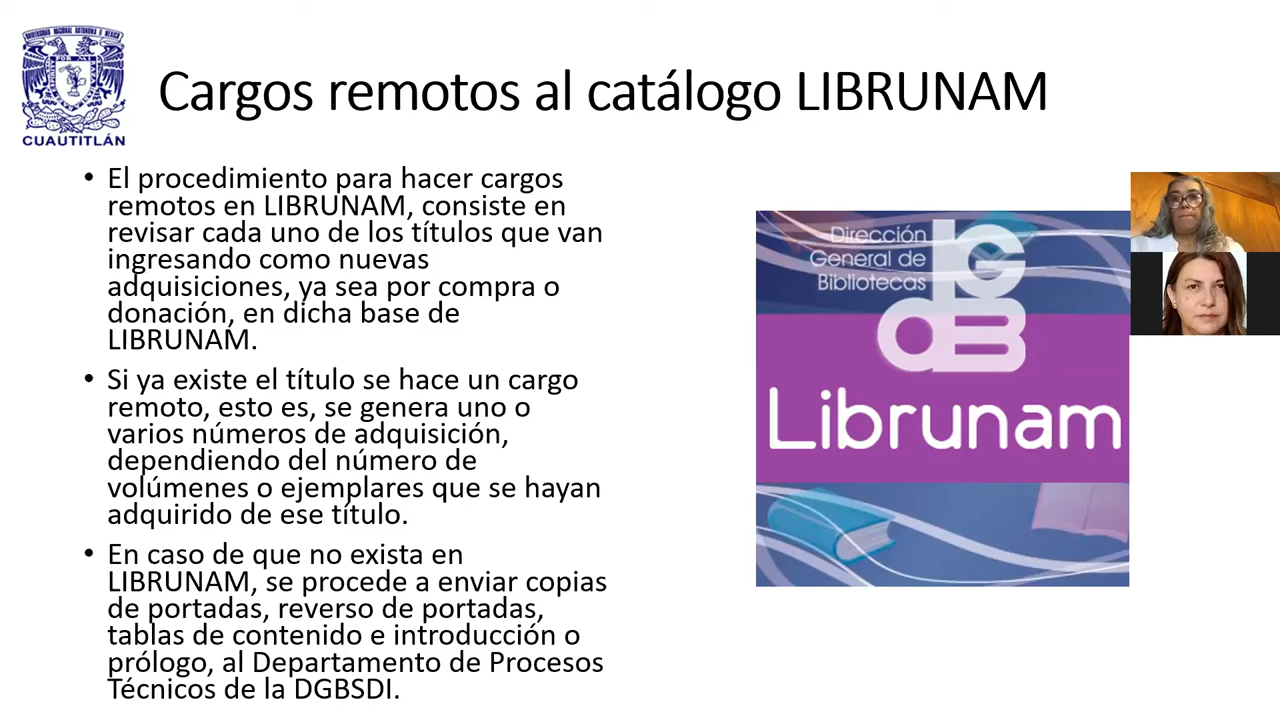 UNIVERSIDAD NACIONAL AUTONOMA DE MEXICO
CUAUTITLÁN
Cargos remotos al catálogo LIBRUNAM
• El procedimiento para hacer cargos
remotos en LIBRUNAM, consiste en
revisar cada uno de los títulos que van
ingresando como nuevas
adquisiciones, ya sea por compra o
donación, en dicha base de
LIBRUNAM.
• Si ya existe el título se hace un cargo
remoto, esto es, se genera uno o
varios números de adquisición,
dependiendo del número de
volúmenes o ejemplares que se hayan
adquirido de ese título.
• En caso de que no exista en
LIBRUNAM, se procede a enviar copias
de portadas, reverso de portadas,
tablas de contenido e introducción o
prólogo, al Departamento de Procesos
Técnicos de la DGBSDI.
Dirección
General de
Bibliotecas
Librunam